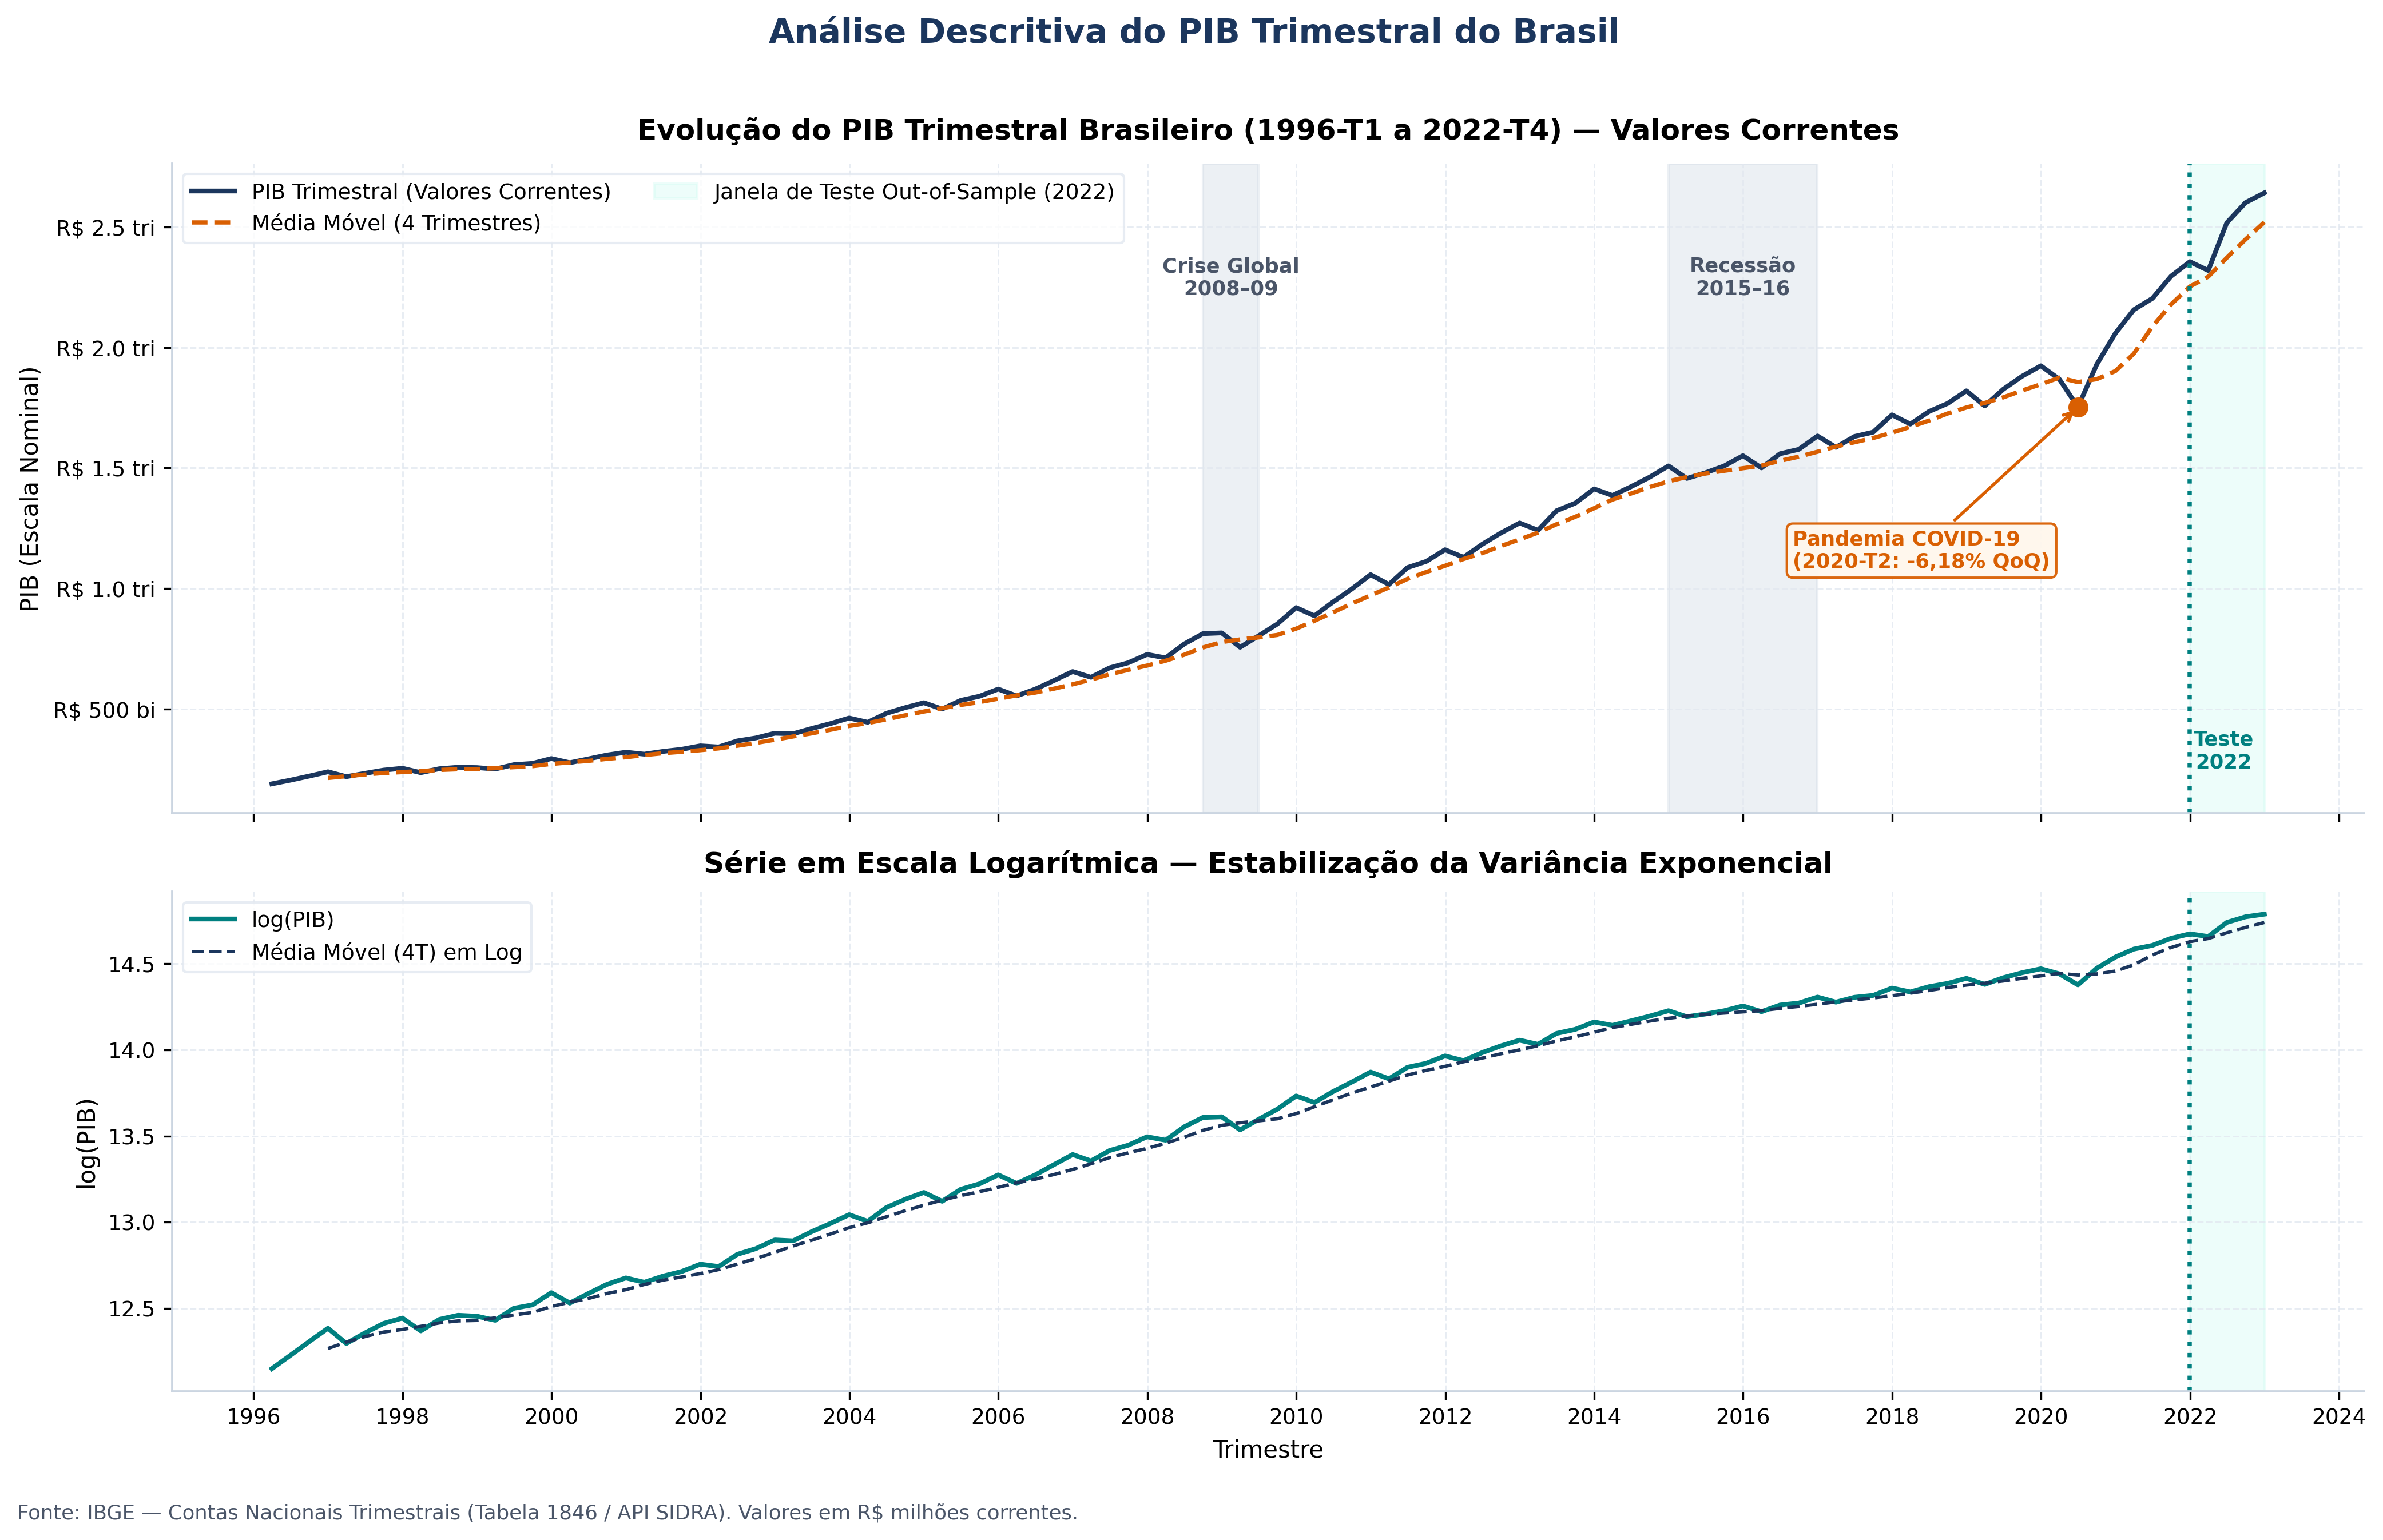 Análise Descritiva do PIB Trimestral do Brasil
Evolução do PIB Trimestral Brasileiro (1996-T1 a 2022-T4) — Valores Correntes
PIB Trimestral (Valores Correntes)
Média Móvel (4 Trimestres)
Janela de Teste Out-of-Sample (2022)
PIB (Escala Nominal)
R$ 2.5 tri
R$ 2.0 tri
R$ 1.5 tri
R$ 1.0 tri
R$ 500 bi
Crise Global
2008–09
Recessão
2015–16
Pandemia COVID-19
(2020-T2: -6,18% QoQ)
Teste
2022
Série em Escala Logarítmica — Estabilização da Variância Exponencial
log(PIB)
Média Móvel (4T) em Log
log(PIB)
14.5
14.0
13.5
13.0
12.5
1996 1998 2000 2002 2004 2006 2008 2010 2012 2014 2016 2018 2020 2022 2024
Trimestre
Fonte: IBGE — Contas Nacionais Trimestrais (Tabela 1846 / API SIDRA). Valores em R$ milhões correntes.